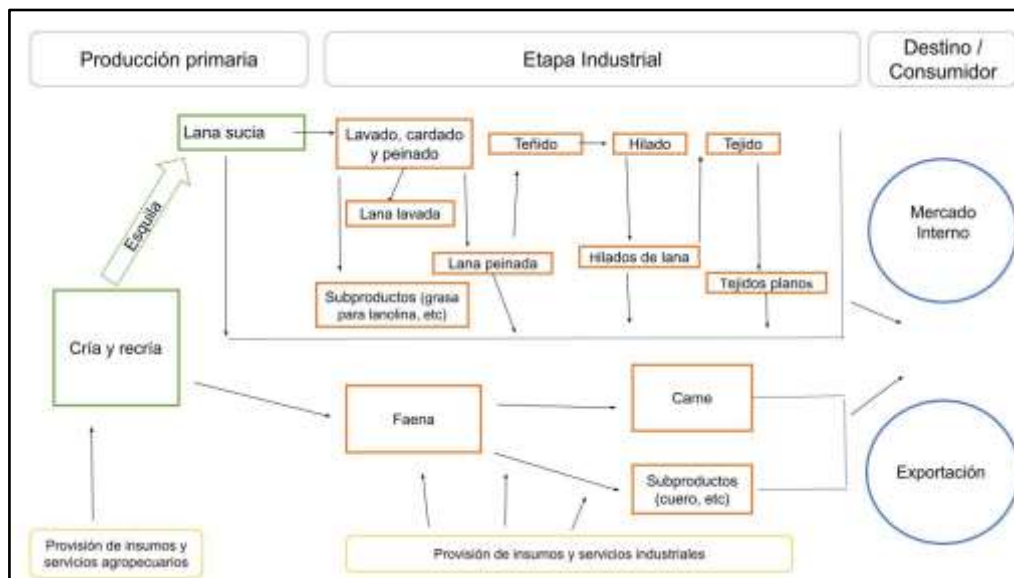 Producción primaria
Etapa Industrial
Destino /
Consumidor
Lana sucia
Lavado, cardado
y peinado
Teñido
Hilado
Tejido
Esquila
Lana lavada
Mercado
Interno
Lana peinada
Hilados de lana
Tejidos planos
Subproductos (grasa
para lanolina, etc)
Cría y recría
Faena
Carne
Subproductos
(cuero, etc)
Exportación
Provisión de insumos y
servicios agropecuarios
Provisión de insumos y servicios industriales